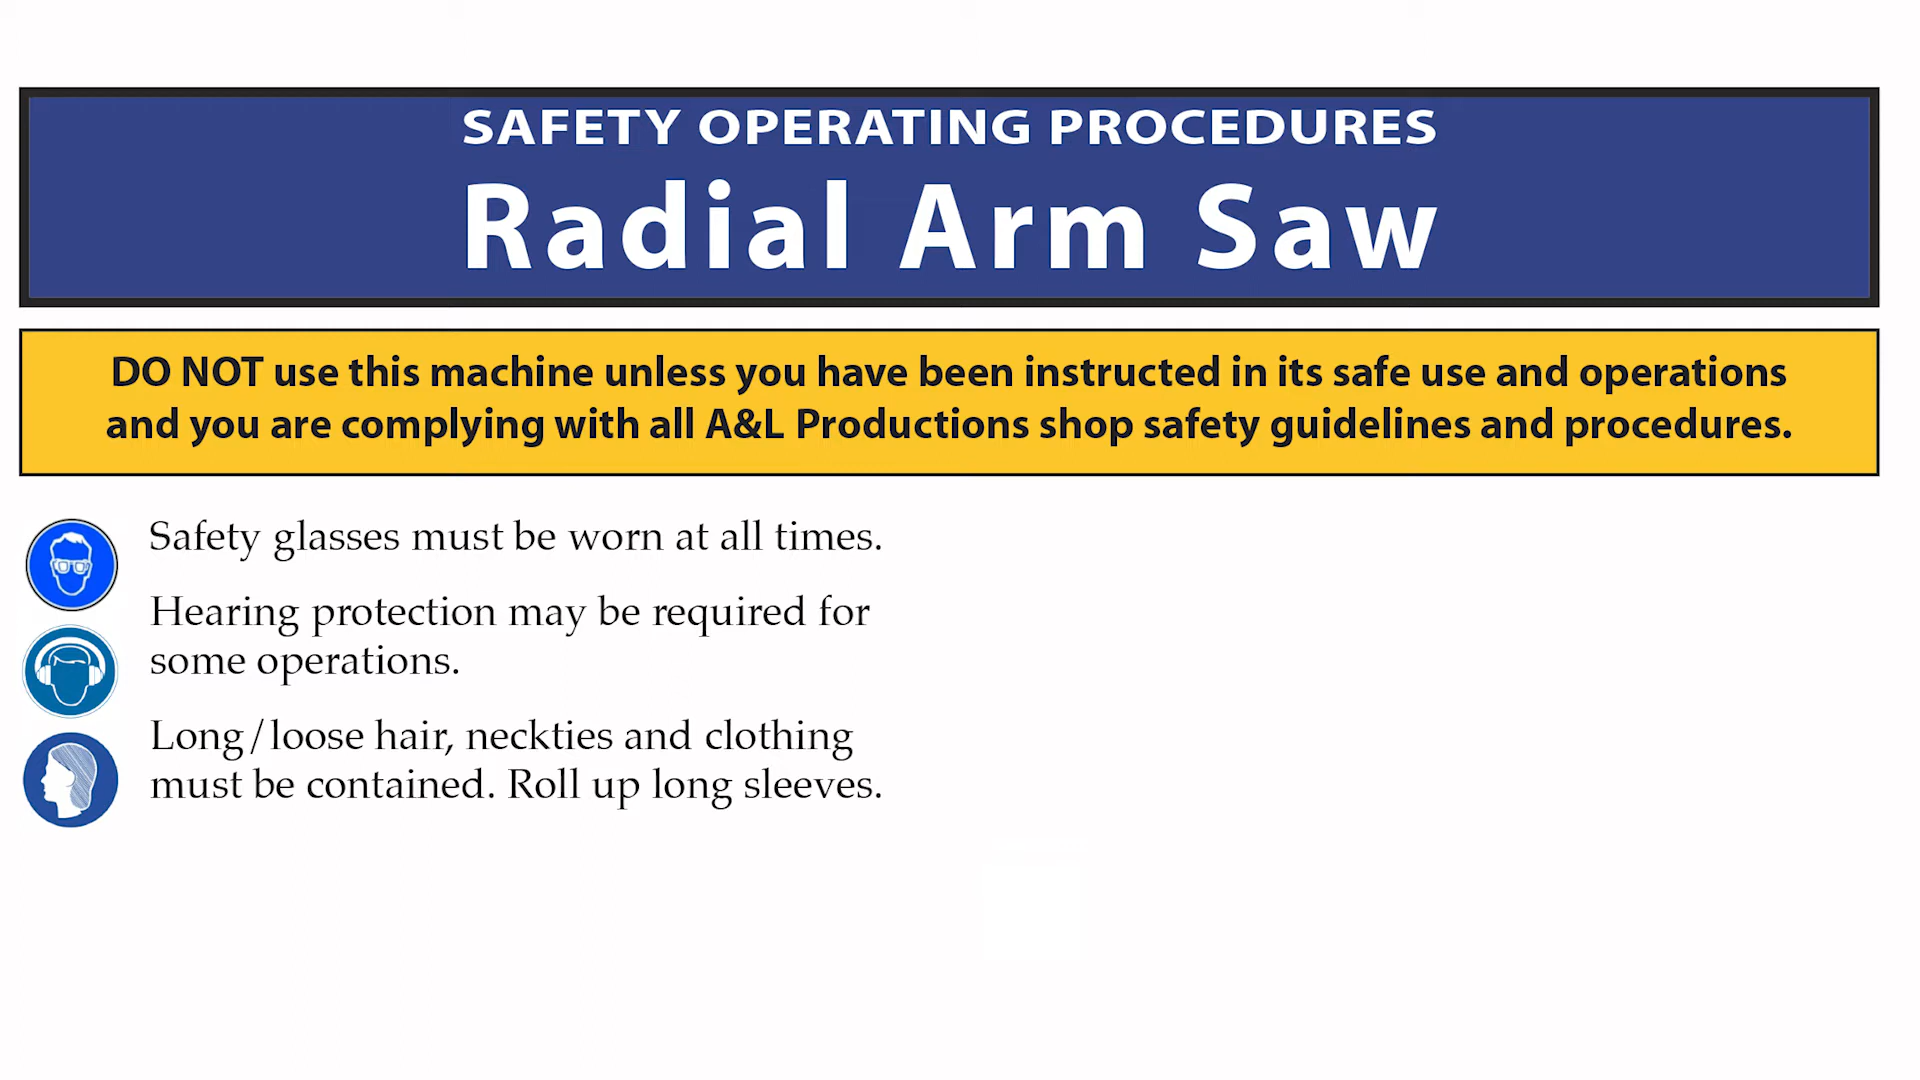 SAFETY OPERATING PROCEDURES
Radial Arm Saw
DO NOT use this machine unless you have been instructed in its safe use and operations
and you are complying with all A&L Productions shop safety guidelines and procedures.
Safety glasses must be worn at all times.
Hearing protection may be required for
some operations.
Long/loose hair, neckties and clothing
must be contained. Roll up long sleeves.